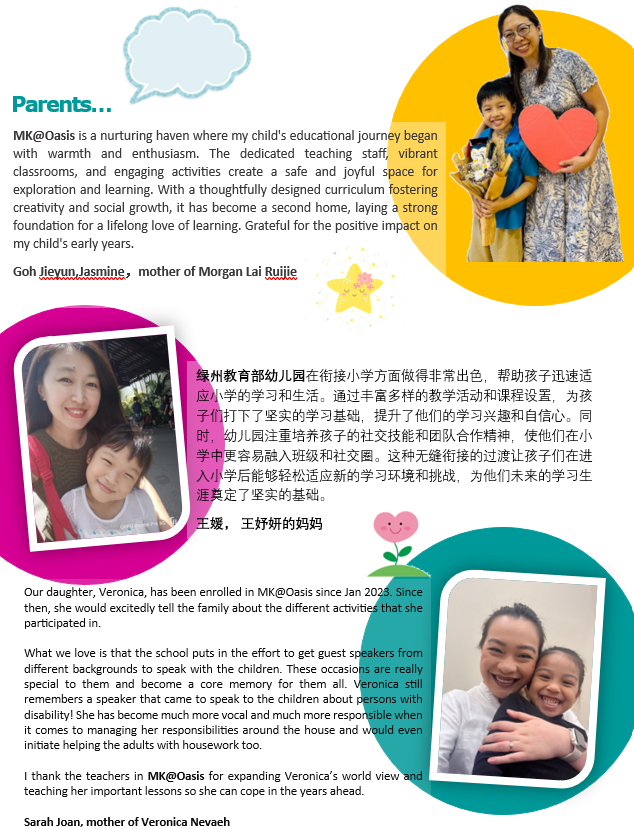 Parents...
MK@Oasis is a nurturing haven where my child's educational journey began
with warmth and enthusiasm. The dedicated teaching staff, vibrant
classrooms, and engaging activities create a safe and joyful space for
exploration and learning. With a thoughtfully designed curriculum fostering
creativity and social growth, it has become a second home, laying a strong
foundation for a lifelong love of learning. Grateful for the positive impact on
my child's early years.
Goh Jieyun,Jasmine，mother of Morgan Lai Ruijie
绿州教育部幼儿园在衔接小学方面做得非常出色，帮助孩子迅速适
应小学的学习和生活。通过丰富多样的教学活动和课程设置，为孩
子们打下了坚实的学习基础，提升了他们的学习兴趣和自信心。同
时，幼儿园注重培养孩子的社交技能和团队合作精神，使他们在小
学中更容易融入班级和社交圈。这种无缝衔接的过渡让孩子们在进
入小学后能够轻松适应新的学习环境和挑战，为他们未来的学习生
涯奠定了坚实的基础。
王媛， 王妤妍的妈妈
Our daughter, Veronica, has been enrolled in MK@Oasis since Jan 2023. Since
then, she would excitedly tell the family about the different activities that she
participated in.
What we love is that the school puts in the effort to get guest speakers from
different backgrounds to speak with the children. These occasions are really
special to them and become a core memory for them all. Veronica still
remembers a speaker that came to speak to the children about persons with
disability! She has become much more vocal and much more responsible when
it comes to managing her responsibilities around the house and would even
initiate helping the adults with housework too.
I thank the teachers in MK@Oasis for expanding Veronica's world view and
teaching her important lessons so she can cope in the years ahead.
Sarah Joan, mother of Veronica Nevaeh